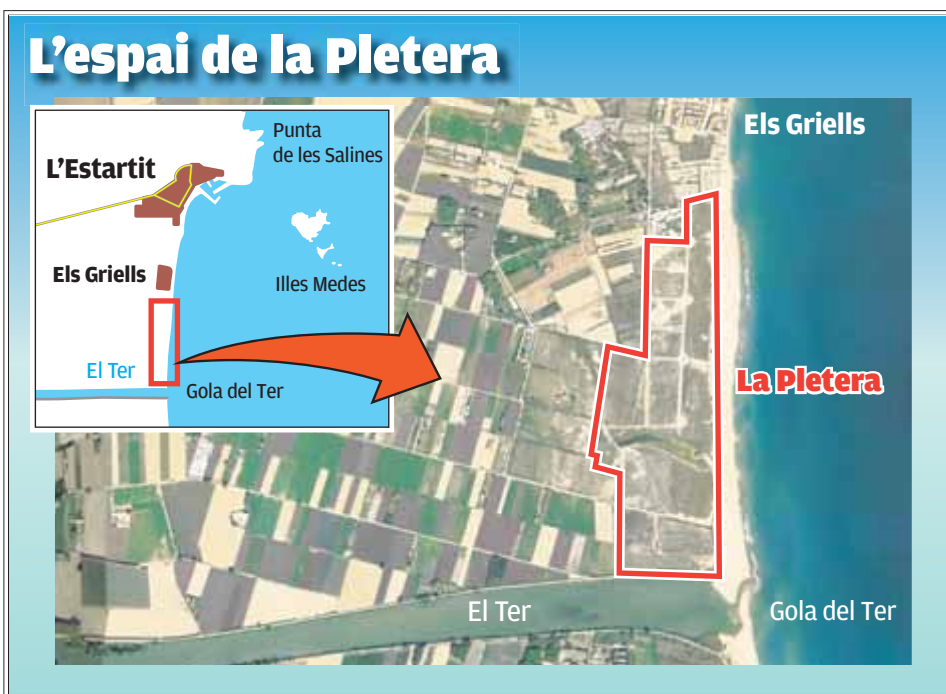 L'espai de la Pletera
Punta
de les Salines
L'Estartit
Els Griells
Illes Medes
El Ter
Gola del Ter
Els Griells
La Pletera
El Ter
Gola del Ter